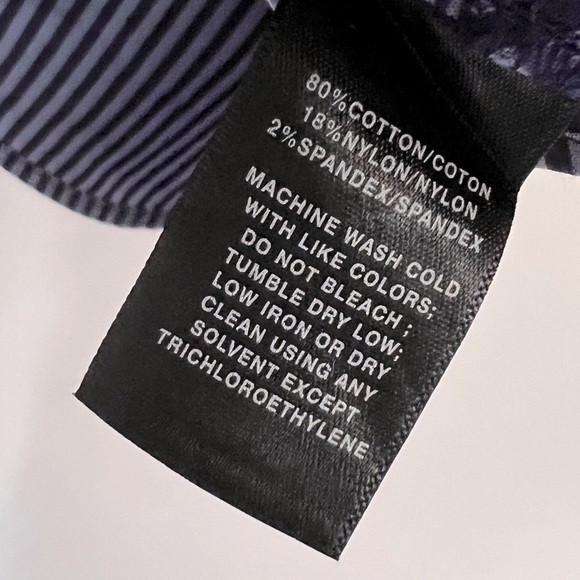 80%COTTON/COTON
18%NYLON/NYLON
2%SPANDEX/SPANDEX
MACHINE WASH COLD
WITH LIKE COLORS;
DO NOT BLEACH ;
TUMBLE DRY LOW;
LOW IRON OR DRY
CLEAN USING ANY
SOLVENT EXCEPT
TRICHLOROETHYLENE